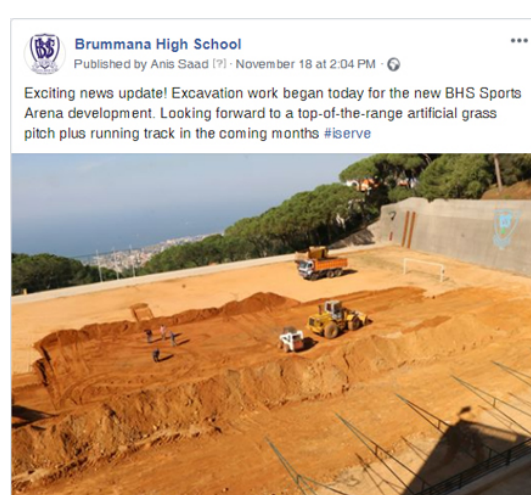 Brummana High School
Published by Anis Saad [?] · November 18 at 2:04 PM ·
Exciting news update! Excavation work began today for the new BHS Sports
Arena development. Looking forward to a top-of-the-range artificial grass
pitch plus running track in the coming months #iserve